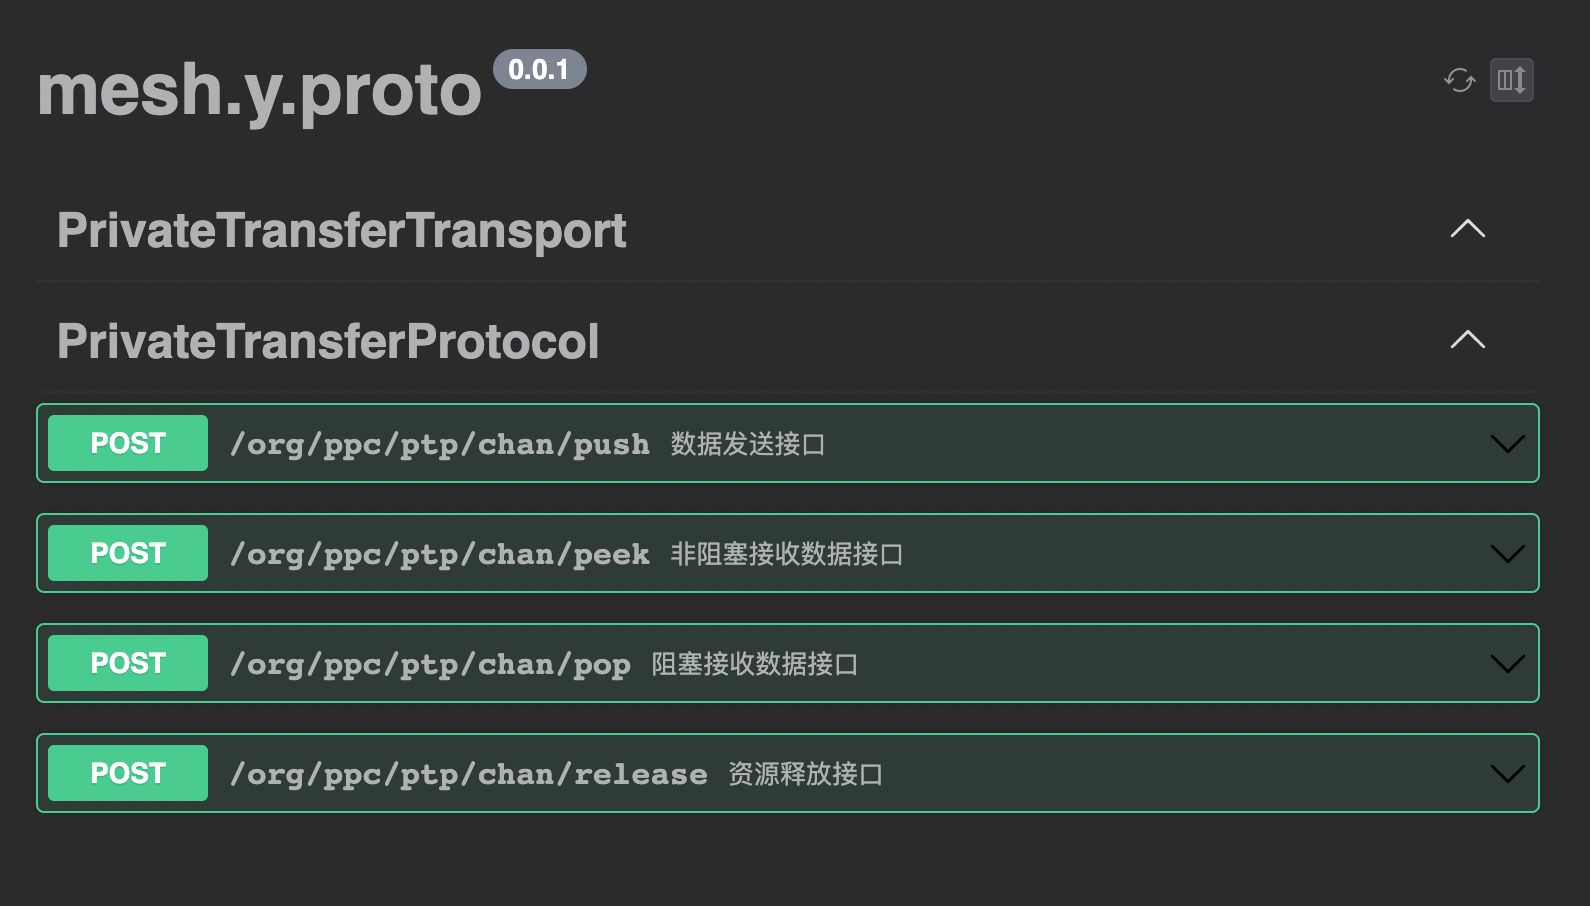 mesh.y.proto 0.0.1
PrivateTransferTransport
PrivateTransferProtocol
POST /org/ppc/ptp/chan/push 数据发送接口
POST /org/ppc/ptp/chan/peek 非阻塞接收数据接口
POST /org/ppc/ptp/chan/pop 阻塞接收数据接口
POST /org/ppc/ptp/chan/release 资源释放接口